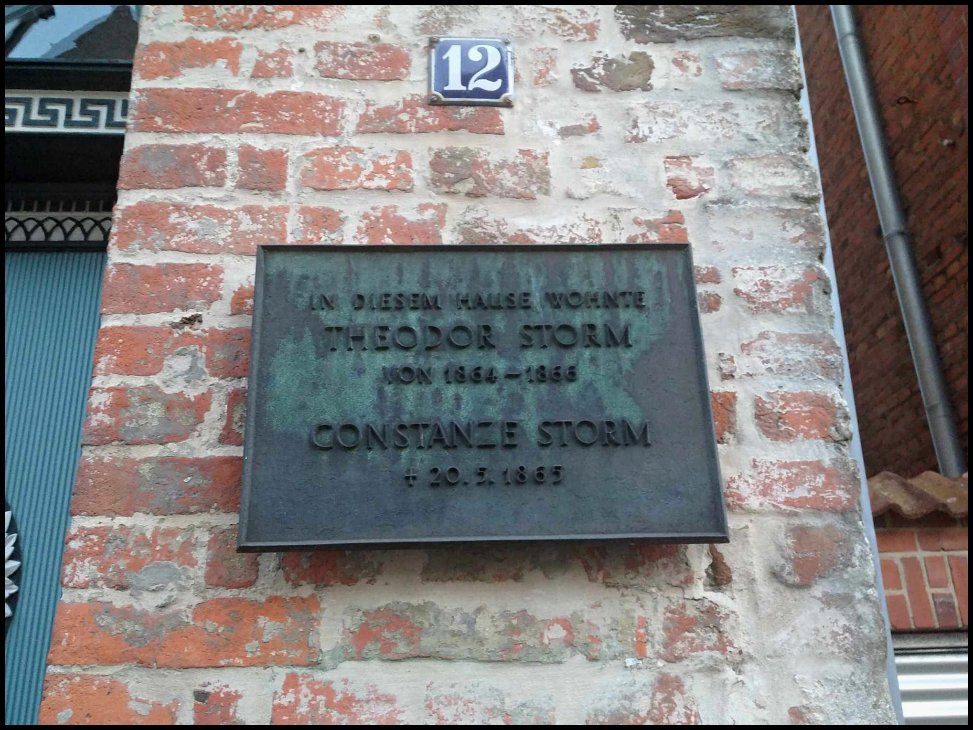 12
IN DIESEM HAUSE WOHNTE
THEODOR STORM
VON 1864-1866
CONSTANZE STORM
✝ 20.5.1865